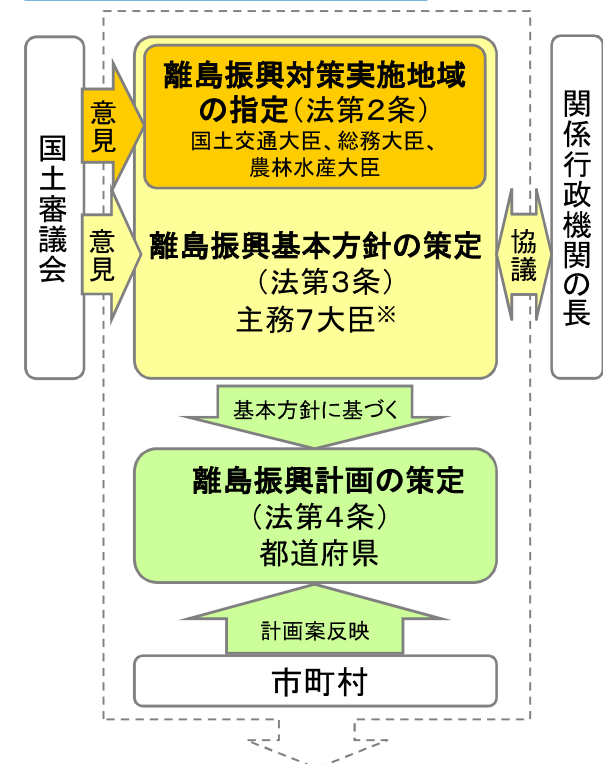 国土審議会
意見
意見
離島振興対策実施地域
の指定(法第2条)
国土交通大臣、総務大臣、
農林水産大臣
離島振興基本方針の策定
(法第3条)
主務7大臣※
協議
関係行政機関の長
基本方針に基づく
離島振興計画の策定
(法第4条)
都道府県
計画案反映
市町村